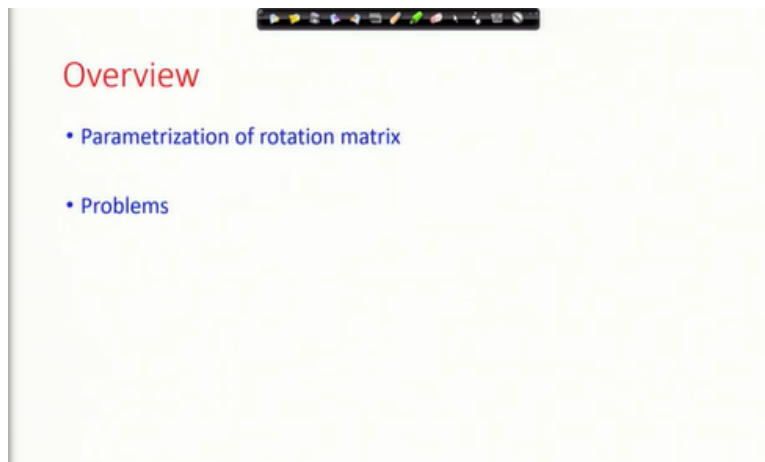 Overview
• Parametrization of rotation matrix
• Problems